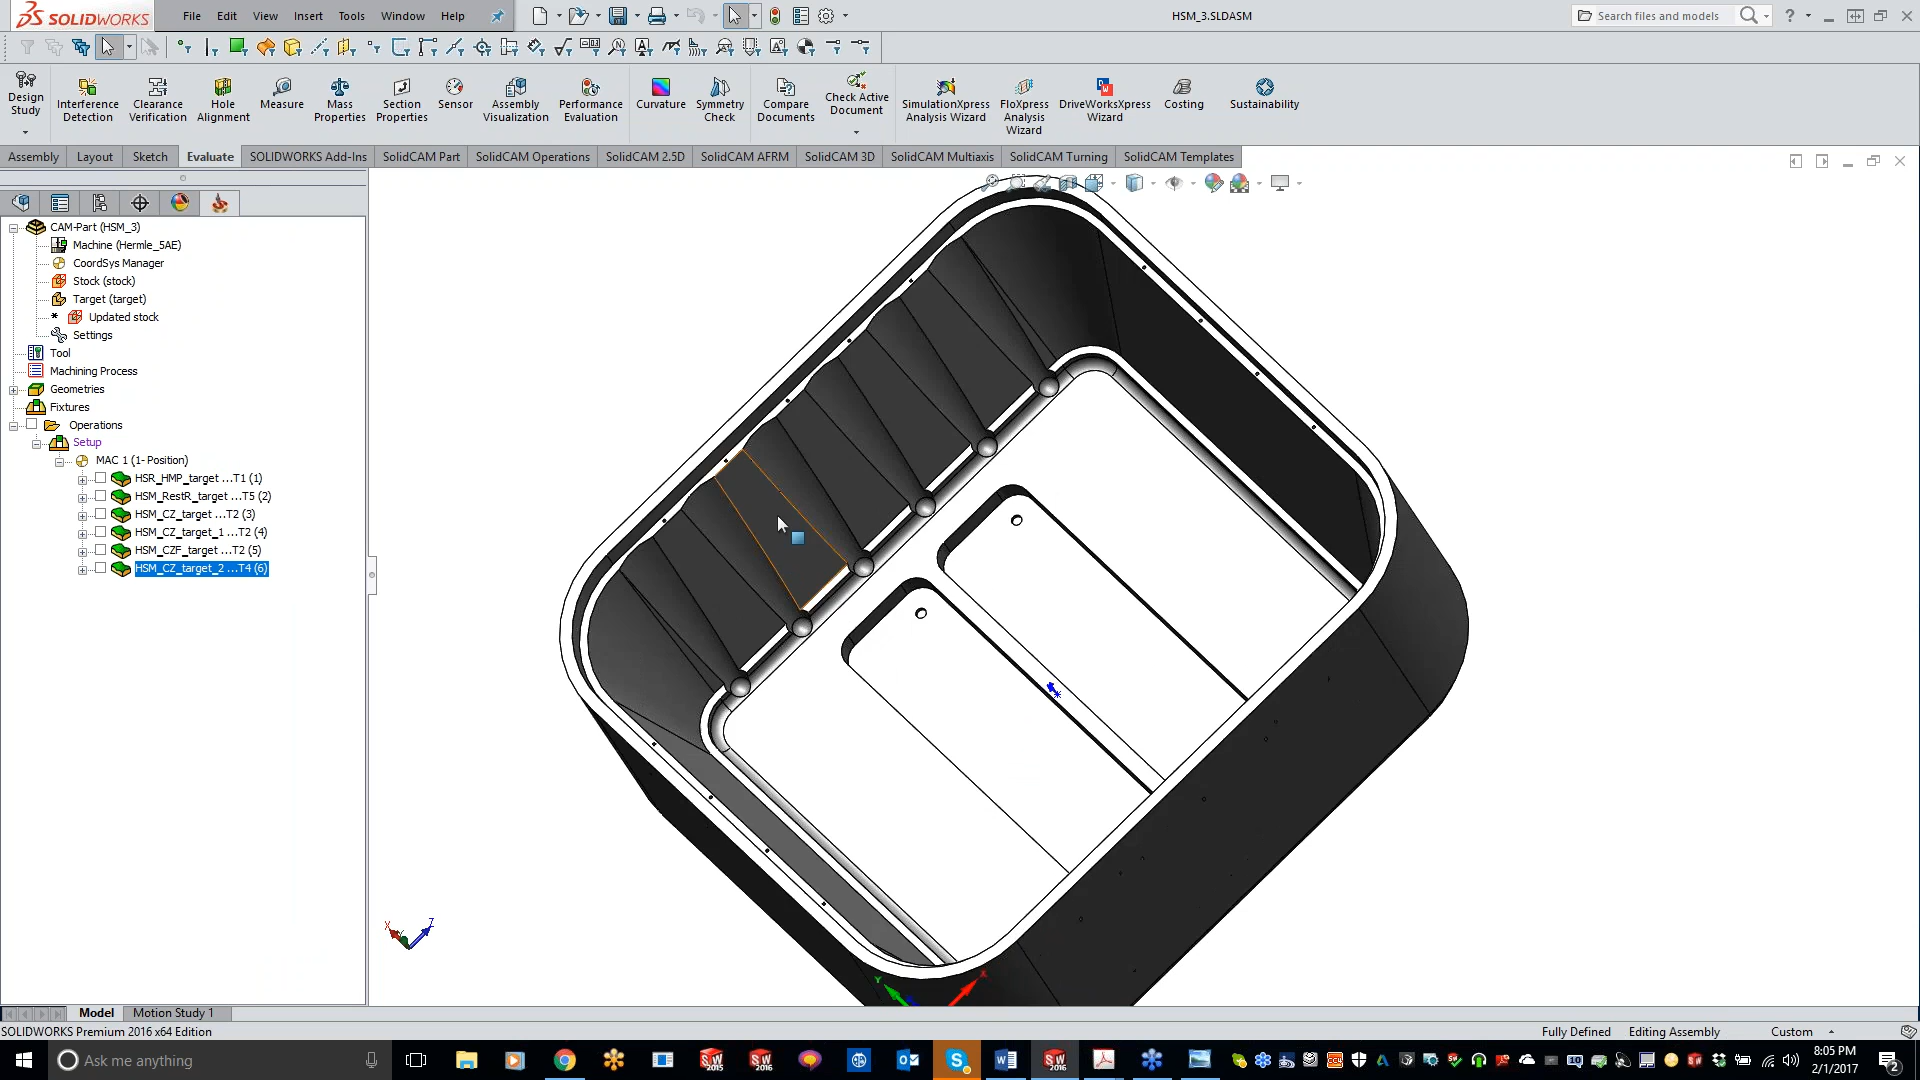 SOLIDWORKS File Edit View Insert Tools Window Help HSM_3.SLDASM Search files and models
Design Study
Interference Detection
Clearance Verification
Hole Alignment
Measure
Mass Properties
Section Properties
Sensor
Assembly Visualization
Performance Evaluation
Curvature
Symmetry Check
Compare Documents
Check Active Document
SimulationXpress Analysis Wizard
FloXpress Analysis Wizard
DriveWorksXpress Wizard
Costing
Sustainability
Assembly Layout Sketch Evaluate SOLIDWORKS Add-Ins SolidCAM Part SolidCAM Operations SolidCAM 2.5D SolidCAM AFRM SolidCAM 3D SolidCAM Multiaxis SolidCAM Turning SolidCAM Templates
CAM-Part (HSM_3)
Machine (Hermle_5AE)
CoordSys Manager
Stock (stock)
Target (target)
* Updated stock
Settings
Tool
Machining Process
Geometries
Fixtures
Operations
Setup
MAC 1 (1- Position)
HSR_HMP_target ...T1 (1)
HSM_RestR_target ...T5 (2)
HSM_CZ_target ...T2 (3)
HSM_CZ_target_1 ...T2 (4)
HSM_CZF_target ...T2 (5)
HSM_CZ_target_2 ...T4 (6)
X Z
Y X
Model Motion Study 1
SOLIDWORKS Premium 2016 x64 Edition Fully Defined Editing Assembly Custom
Ask me anything 8:05 PM
2/1/2017 2